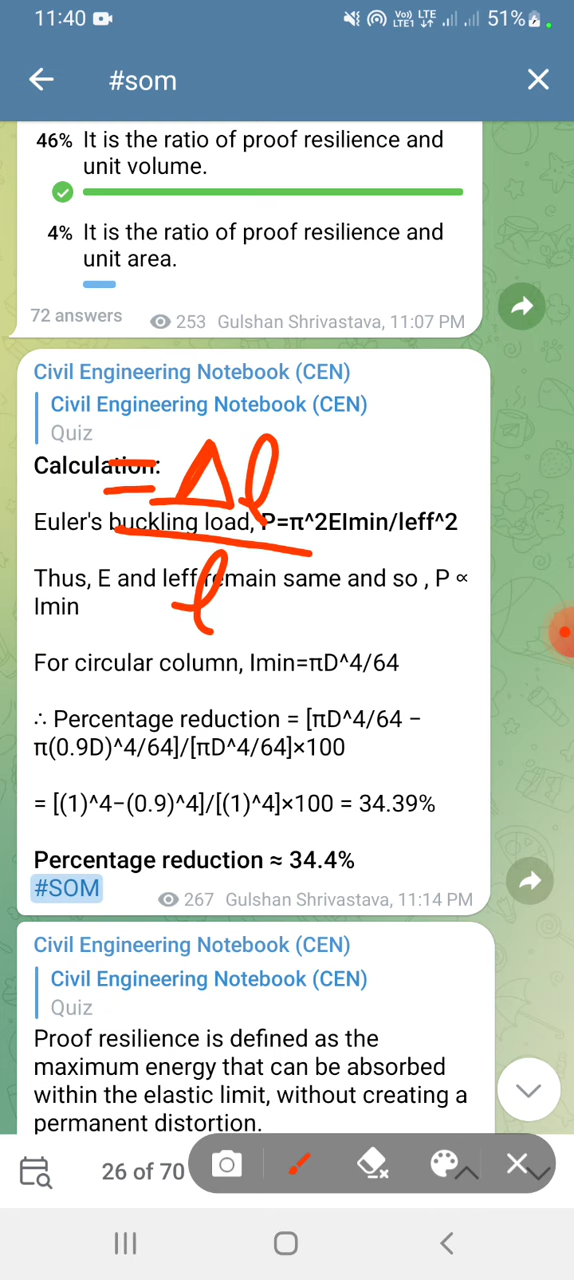 11:40
Vo)) LTE
LTE1
51%
#som
46% It is the ratio of proof resilience and
unit volume.
4% It is the ratio of proof resilience and
unit area.
72 answers 253 Gulshan Shrivastava, 11:07 PM
Civil Engineering Notebook (CEN)
Civil Engineering Notebook (CEN)
Quiz
Calculation:
= Δl
Euler's buckling load, P=π^2EImin/leff^2
l
Thus, E and leff remain same and so , P ∝
Imin
For circular column, Imin=πD^4/64
∴ Percentage reduction = [πD^4/64 −
π(0.9D)^4/64]/[πD^4/64]×100
= [(1)^4−(0.9)^4]/[(1)^4]×100 = 34.39%
Percentage reduction ≈ 34.4%
#SOM
267 Gulshan Shrivastava, 11:14 PM
Civil Engineering Notebook (CEN)
Civil Engineering Notebook (CEN)
Quiz
Proof resilience is defined as the
maximum energy that can be absorbed
within the elastic limit, without creating a
permanent distortion.
26 of 70